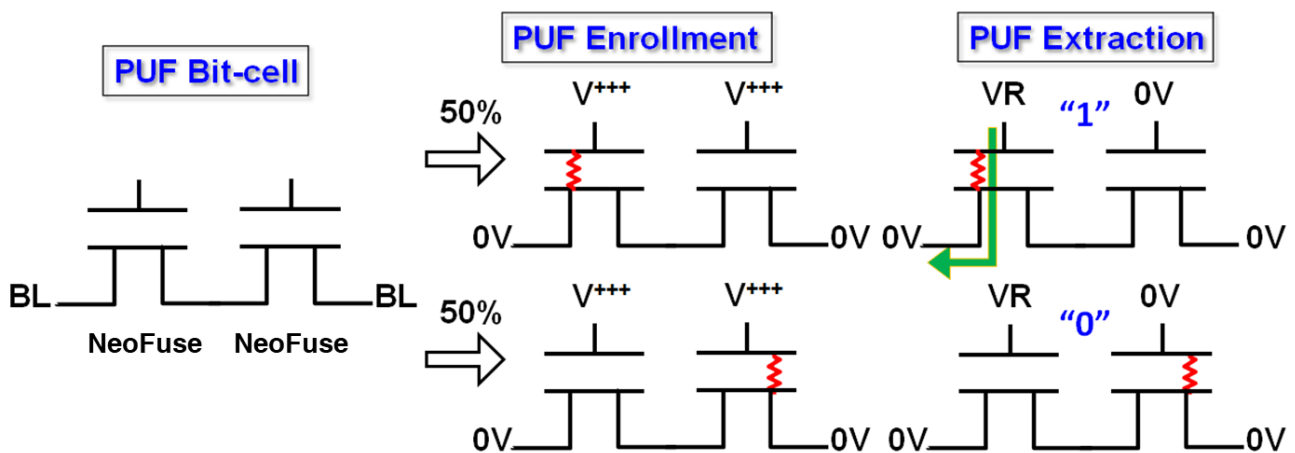 PUF Bit-cell
BL
BL
NeoFuse NeoFuse
PUF Enrollment
50%
V+++ V+++
0V
0V
50%
V+++ V+++
0V
0V
PUF Extraction
VR "1" 0V
0V
0V
VR "0" 0V
0V
0V